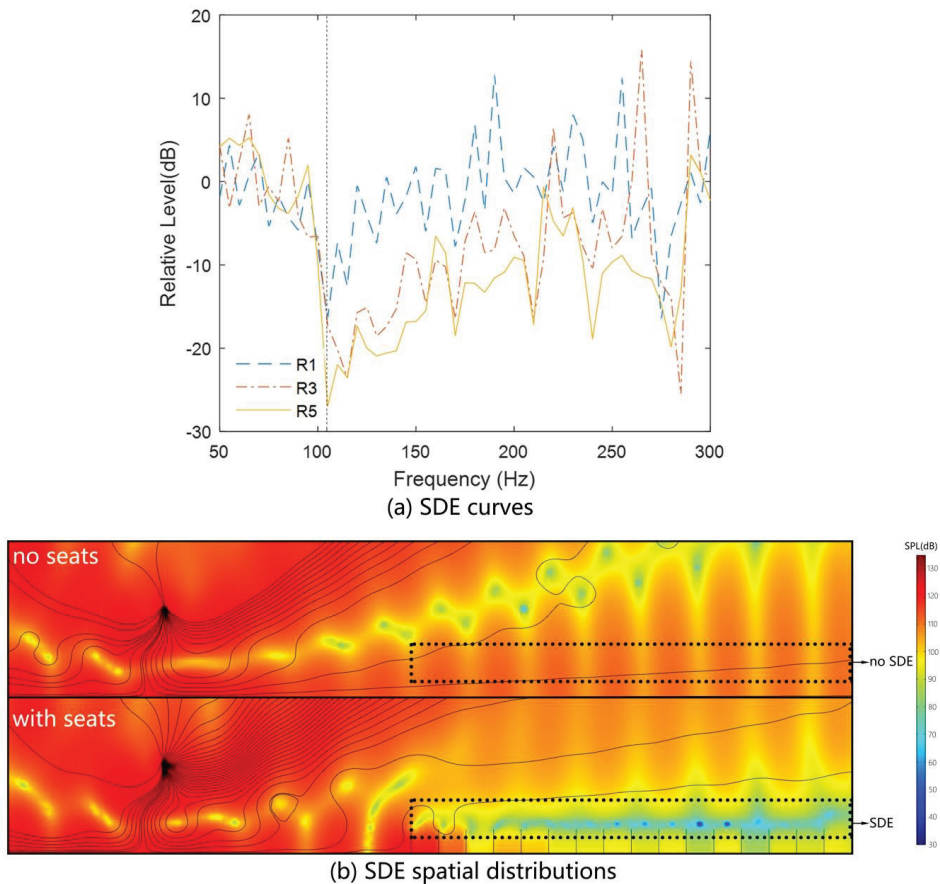 20
10
0
-10
-20
-30
Relative Level(dB)
R1
R3
R5
50 100 150 200 250 300
Frequency (Hz)
(a) SDE curves
no seats
with seats
no SDE
SDE
SPL(dB)
130
120
110
100
90
80
70
60
50
40
30
(b) SDE spatial distributions